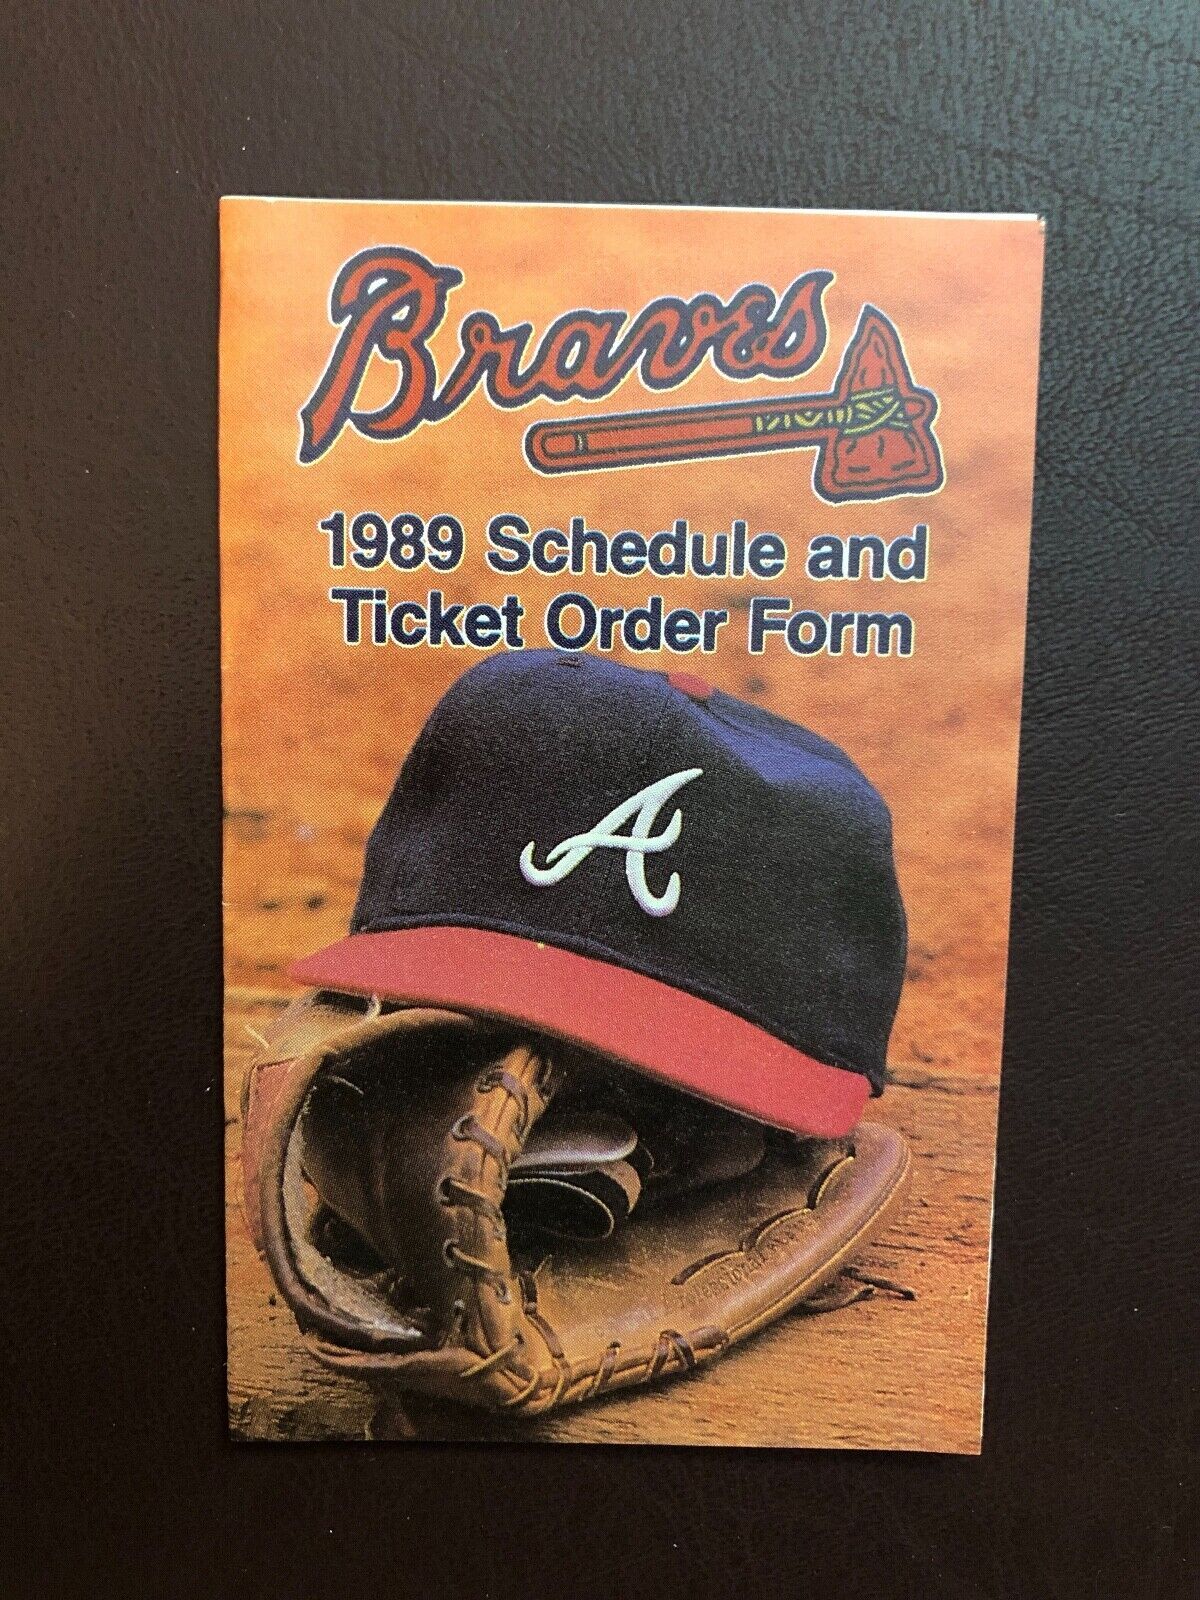 Braves
1989 Schedule and
Ticket Order Form
A